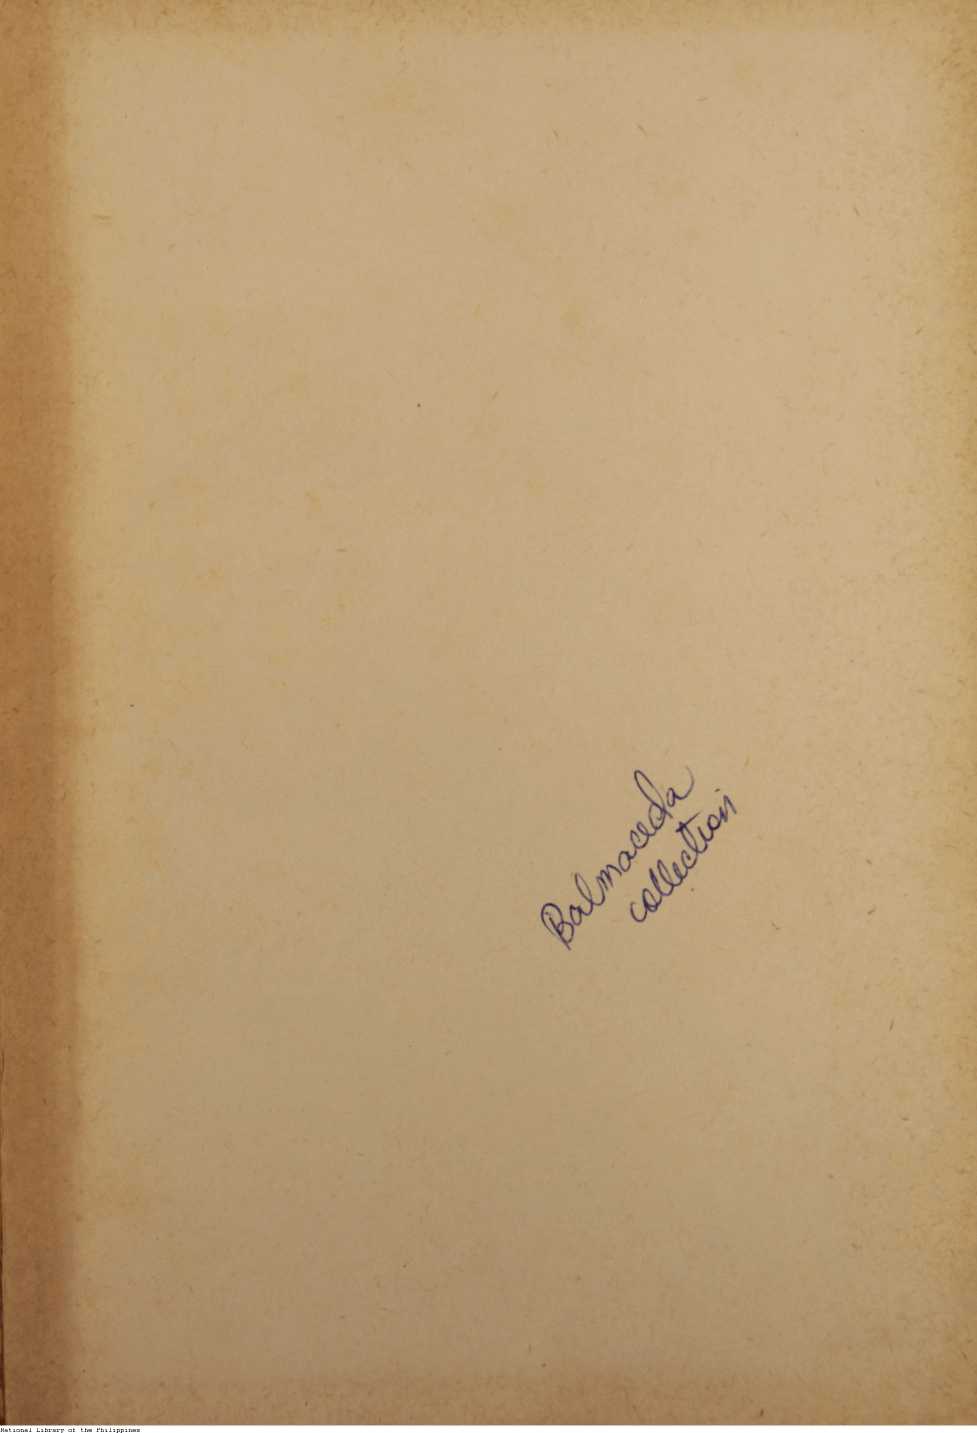 Balmaceda
collection
National Library of the Philippines